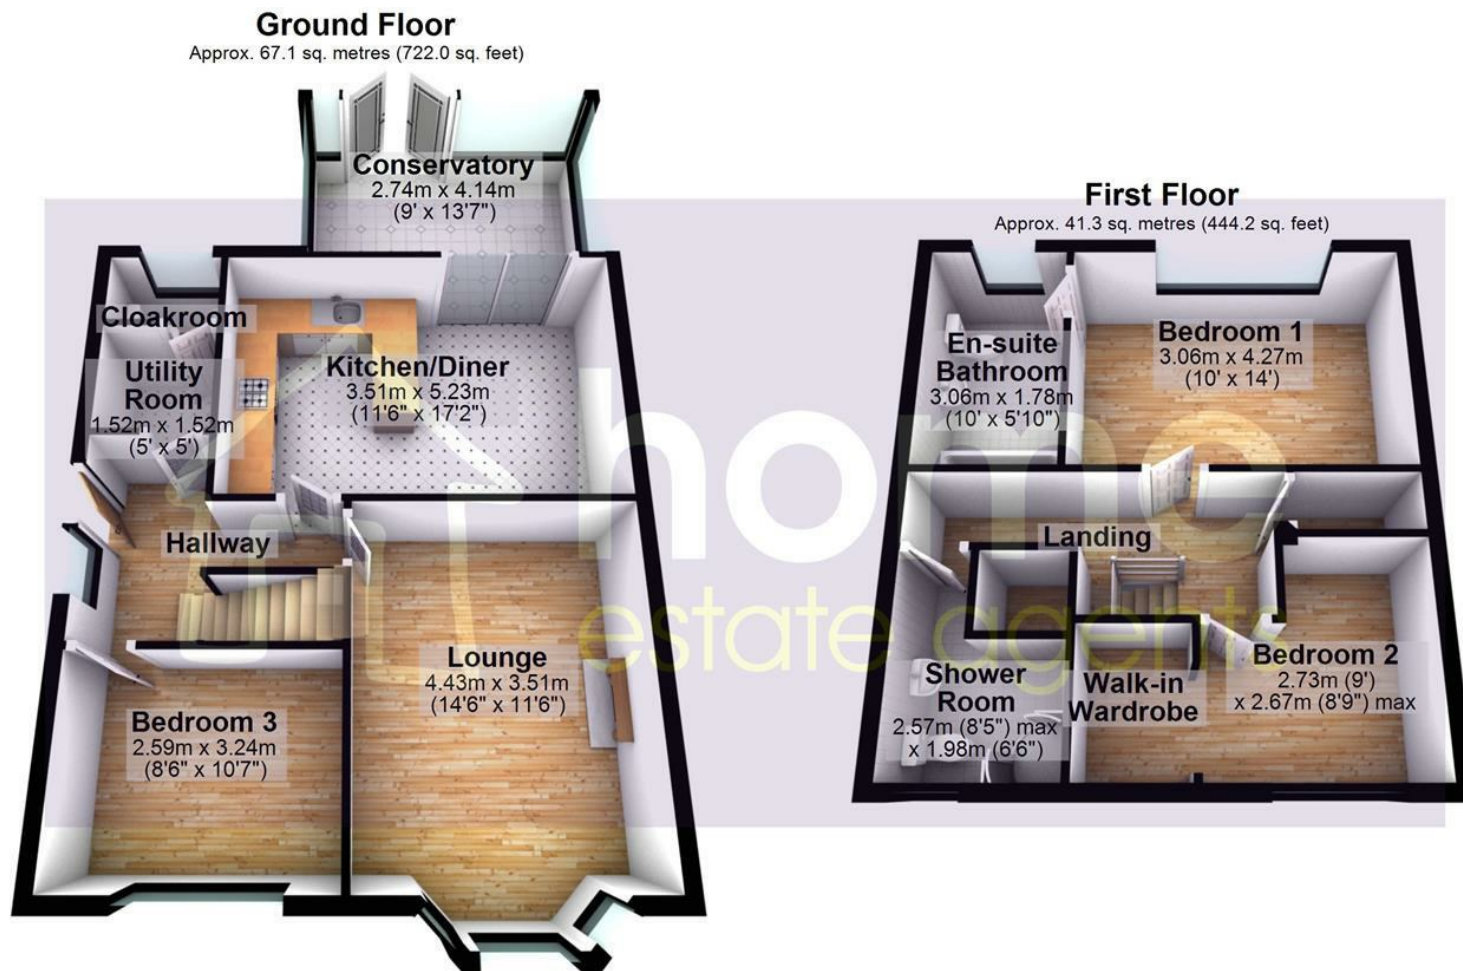 Ground Floor
Approx. 67.1 sq. metres (722.0 sq. feet)
Conservatory
2.74m x 4.14m
(9' x 13'7")
Cloakroom
Utility
Room
1.52m x 1.52m
(5' x 5')
Kitchen/Diner
3.51m x 5.23m
(11'6" x 17'2")
Hallway
Lounge
4.43m x 3.51m
(14'6" x 11'6")
Bedroom 3
2.59m x 3.24m
(8'6" x 10'7")
First Floor
Approx. 41.3 sq. metres (444.2 sq. feet)
En-suite
Bathroom
3.06m x 1.78m
(10' x 5'10")
Bedroom 1
3.06m x 4.27m
(10' x 14')
Landing
Shower
Room
2.57m (8'5") max
x 1.98m (6'6")
Walk-in
Wardrobe
Bedroom 2
2.73m (9')
x 2.67m (8'9") max
home
estate agents